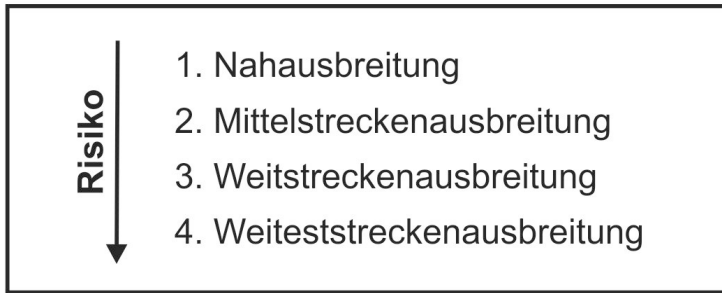 Risiko
1. Nahausbreitung
2. Mittelstreckenausbreitung
3. Weitstreckenausbreitung
4. Weiteststreckenausbreitung